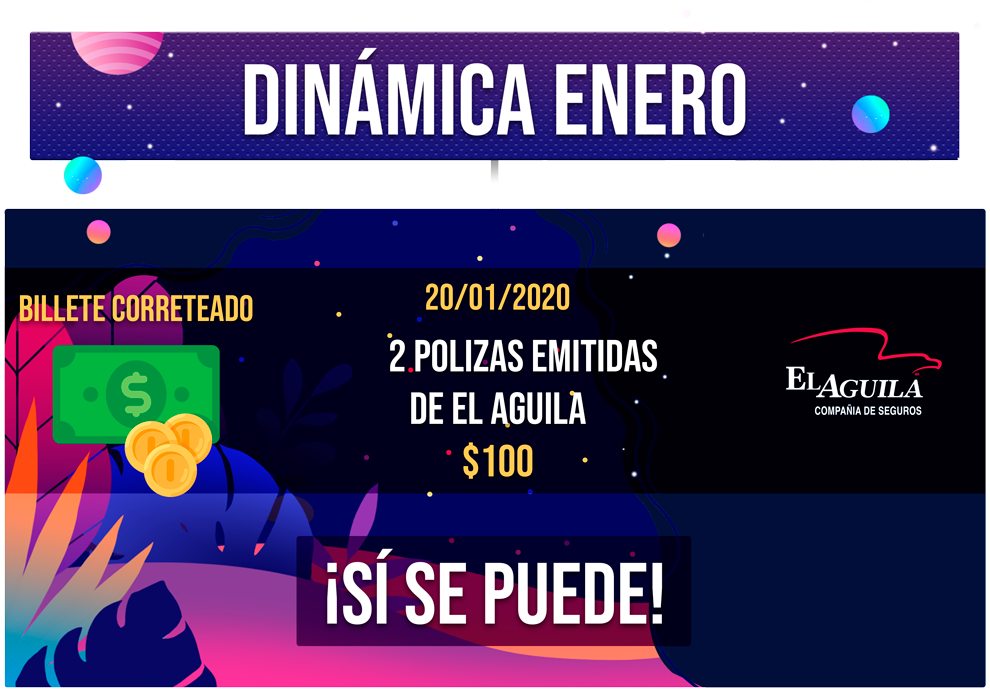 DINÁMICA ENERO
BILLETE CORRETEADO
20/01/2020
2 POLIZAS EMITIDAS
DE EL AGUILA
$100
EL AGUILA
COMPAÑIA DE SEGUROS
$
¡SÍ SE PUEDE!